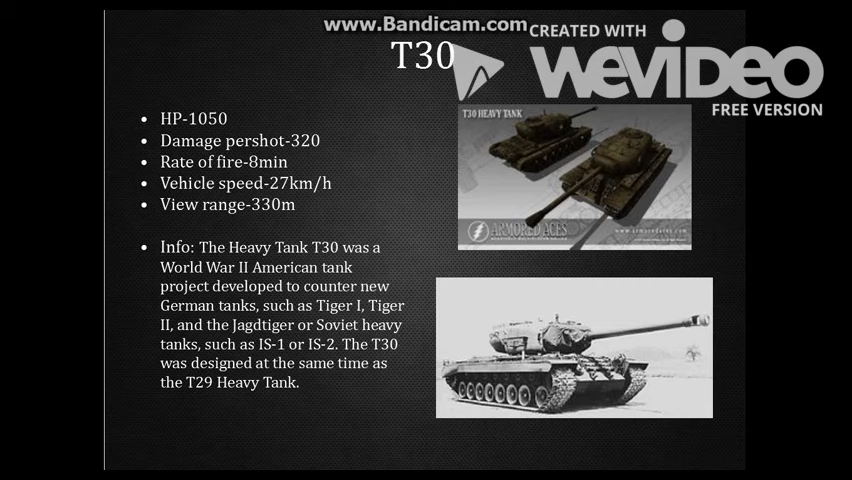 www.Bandicam.com
CREATED WITH
WEVIDEO
FREE VERSION
T30
HP-1050
Damage pershot-320
Rate of fire-8min
Vehicle speed-27km/h
View range-330m
Info: The Heavy Tank T30 was a
World War II American tank
project developed to counter new
German tanks, such as Tiger I, Tiger
II, and the Jagdtiger or Soviet heavy
tanks, such as IS-1 or IS-2. The T30
was designed at the same time as
the T29 Heavy Tank.
T30 HEAVY TANK
ARMORED ACES
www.armoredaces.com